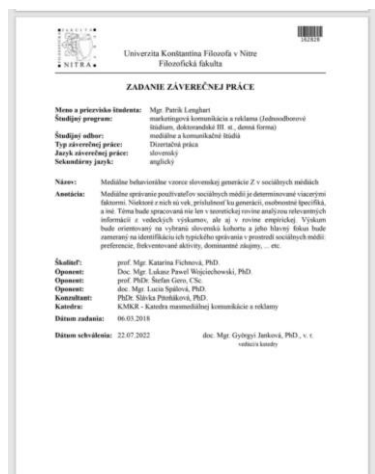 NITRA
Univerzita Konštantína Filozofa v Nitre
Filozofická fakulta
ZADANIE ZÁVEREČNEJ PRÁCE
Meno a priezvisko študenta: Mgr. Patrik Lenghart
Študijný program: marketingová komunikácia a reklama (Jednoodborové
štúdium, doktorandské III. st., denná forma)
Študijný odbor: mediálne a komunikačné štúdiá
Typ záverečnej práce: Dizertačná práca
Jazyk záverečnej práce: slovenský
Sekundárny jazyk: anglický
Názov: Mediálne behaviorálne vzorce slovenskej generácie Z v sociálnych médiách
Anotácia: Mediálne správanie používateľov sociálnych médií je determinované viacerými
faktormi. Niektoré z nich sú vek, príslušnosť ku generácii, osobnostné špecifiká,
a iné. Téma bude spracovaná nie len v teoretickej rovine analýzou relevantných
informácií z vedeckých výskumov, ale aj v rovine empirickej. Výskum
bude orientovaný na vybranú slovenskú kohortu a jeho hlavný fokus bude
zameraný na identifikáciu ich typického správania v prostredí sociálnych médií:
preferencie, frekventované aktivity, dominantné záujmy, ... etc.
Školiteľ: prof. Mgr. Katarína Fichnová, PhD.
Oponent: Doc. Mgr. Lukasz Pawel Wojciechowski, PhD.
Oponent: prof. PhDr. Štefan Gero, CSc.
Oponent: doc. Mgr. Lucia Spálová, PhD.
Konzultant: PhDr. Slávka Pitoňáková, PhD.
Katedra: KMKR - Katedra masmediálnej komunikácie a reklamy
Dátum zadania: 06.03.2018
Dátum schválenia: 22.07.2022 doc. Mgr. Györgyi Janková, PhD., v. r.
vedúci/a katedry